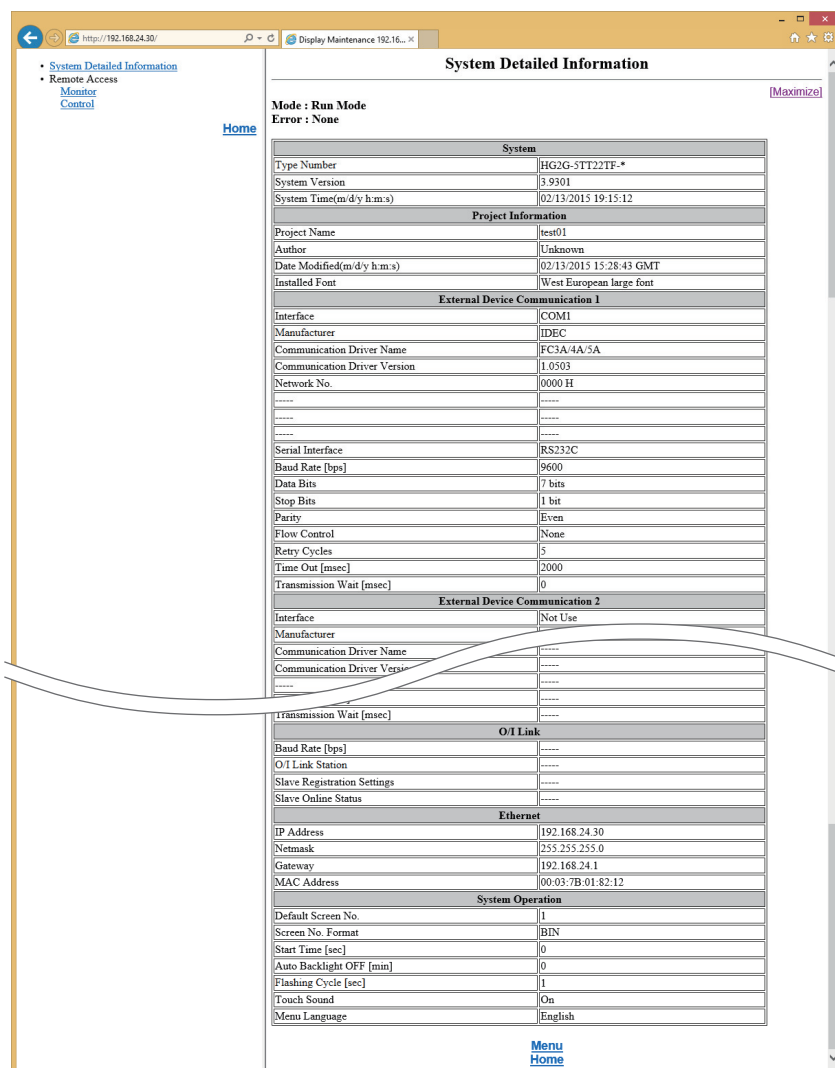 http://192.168.24.30/
Display Maintenance 192.16...
System Detailed Information
Remote Access
Monitor
Control
Home
System Detailed Information
[Maximize]
Mode : Run Mode
Error : None
System
Type Number HG2G-5TT22TF-*
System Version 3.9301
System Time(m/d/y h:m:s) 02/13/2015 19:15:12
Project Information
Project Name test01
Author Unknown
Date Modified(m/d/y h:m:s) 02/13/2015 15:28:43 GMT
Installed Font West European large font
External Device Communication 1
Interface COM1
Manufacturer IDEC
Communication Driver Name FC3A/4A/5A
Communication Driver Version 1.0503
Network No. 0000 H
----- -----
----- -----
----- -----
Serial Interface RS232C
Baud Rate [bps] 9600
Data Bits 7 bits
Stop Bits 1 bit
Parity Even
Flow Control None
Retry Cycles 5
Time Out [msec] 2000
Transmission Wait [msec] 0
External Device Communication 2
Interface Not Use
Manufacturer
Communication Driver Name -----
Communication Driver -----
----- -----
-----
Transmission Wait [msec] -----
O/I Link
Baud Rate [bps] -----
O/I Link Station -----
Slave Registration Settings -----
Slave Online Status -----
Ethernet
IP Address 192.168.24.30
Netmask 255.255.255.0
Gateway 192.168.24.1
MAC Address 00:03:7B:01:82:12
System Operation
Default Screen No. 1
Screen No. Format BIN
Start Time [sec] 0
Auto Backlight OFF [min] 0
Flashing Cycle [sec] 1
Touch Sound On
Menu Language English
Menu
Home